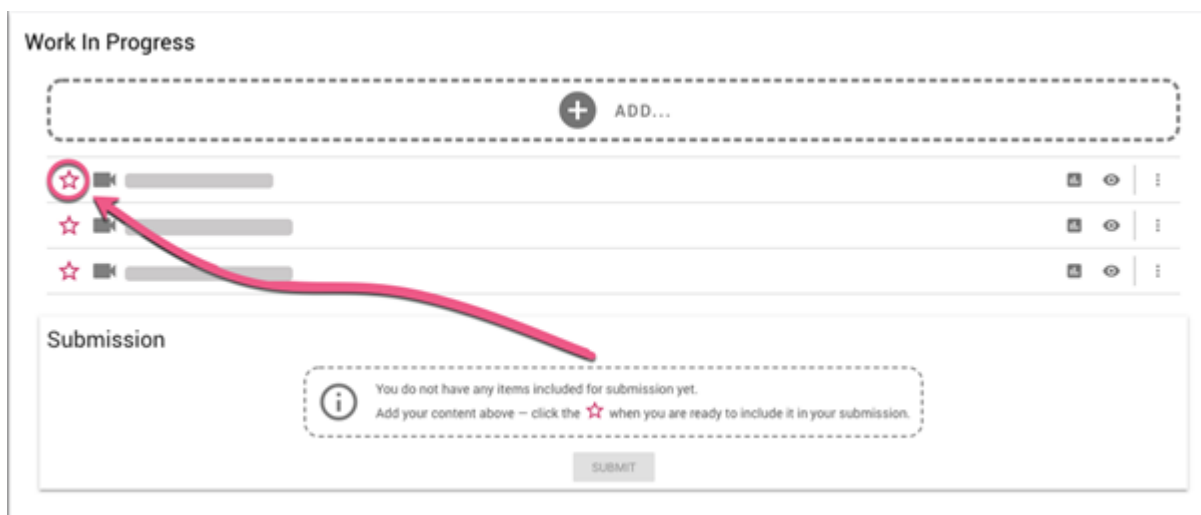 Work In Progress
ADD...
Submission
You do not have any items included for submission yet.
Add your content above — click the ☆ when you are ready to include it in your submission.
SUBMIT